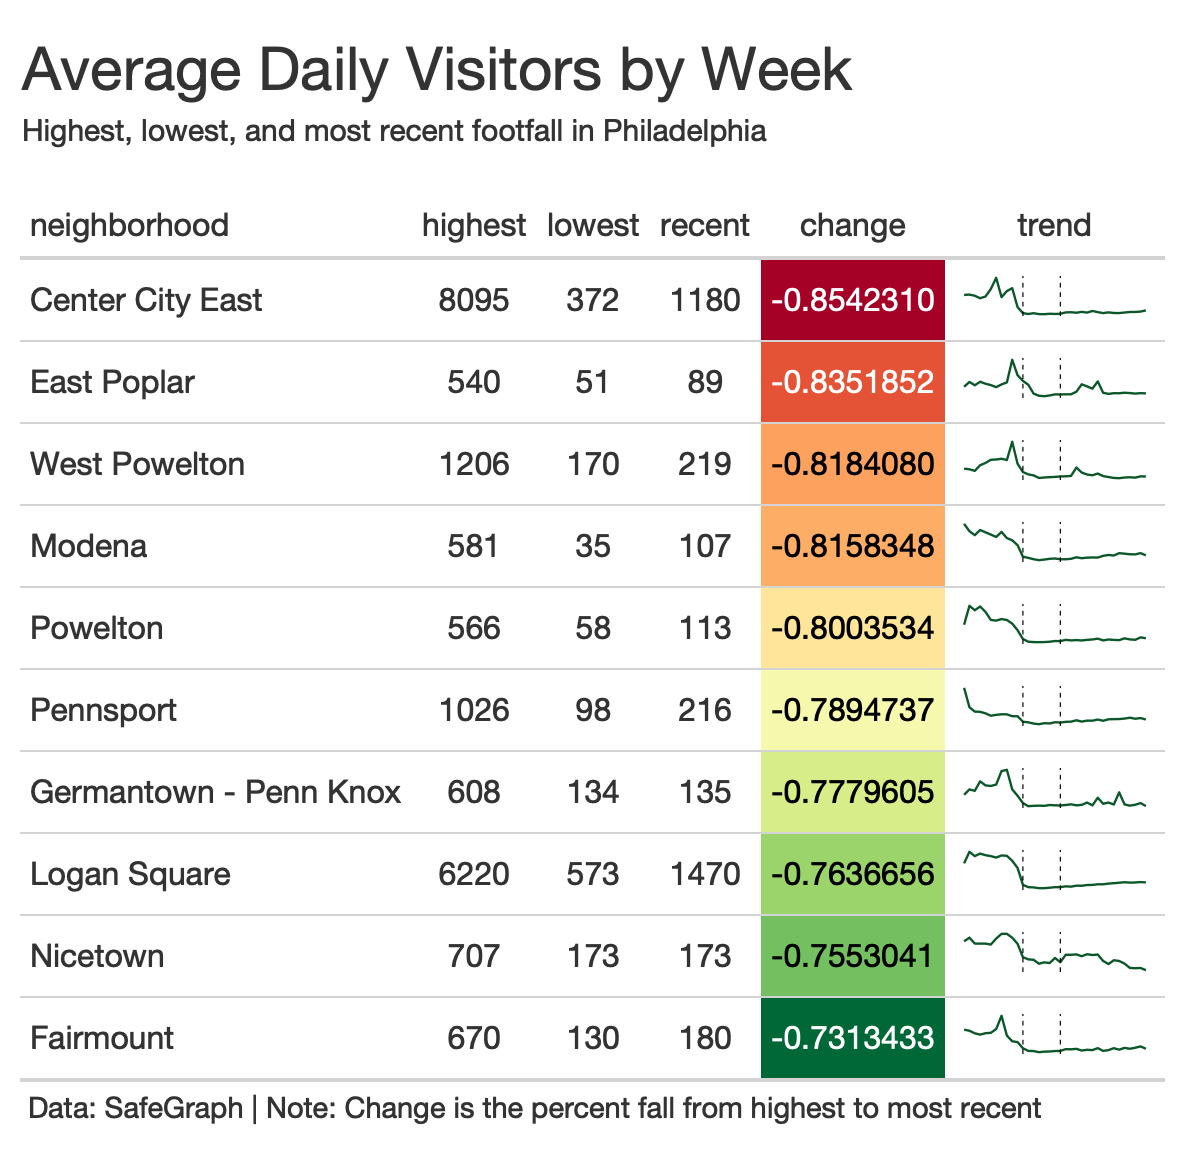 Average Daily Visitors by Week
Highest, lowest, and most recent footfall in Philadelphia
neighborhood highest lowest recent change trend
Center City East 8095 372 1180 -0.8542310
East Poplar 540 51 89 -0.8351852
West Powelton 1206 170 219 -0.8184080
Modena 581 35 107 -0.8158348
Powelton 566 58 113 -0.8003534
Pennsport 1026 98 216 -0.7894737
Germantown - Penn Knox 608 134 135 -0.7779605
Logan Square 6220 573 1470 -0.7636656
Nicetown 707 173 173 -0.7553041
Fairmount 670 130 180 -0.7313433
Data: SafeGraph | Note: Change is the percent fall from highest to most recent